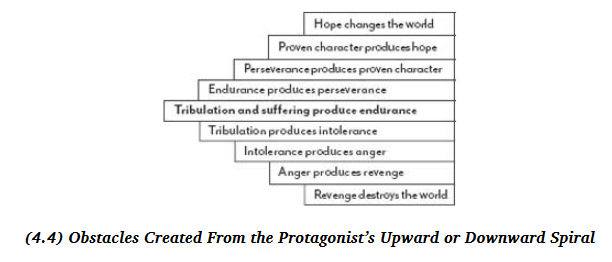 Hope changes the world
Proven character produces hope
Perseverance produces proven character
Endurance produces perseverance
Tribulation and suffering produce endurance
Tribulation produces intolerance
Intolerance produces anger
Anger produces revenge
Revenge destroys the world
(4.4) Obstacles Created From the Protagonist's Upward or Downward Spiral